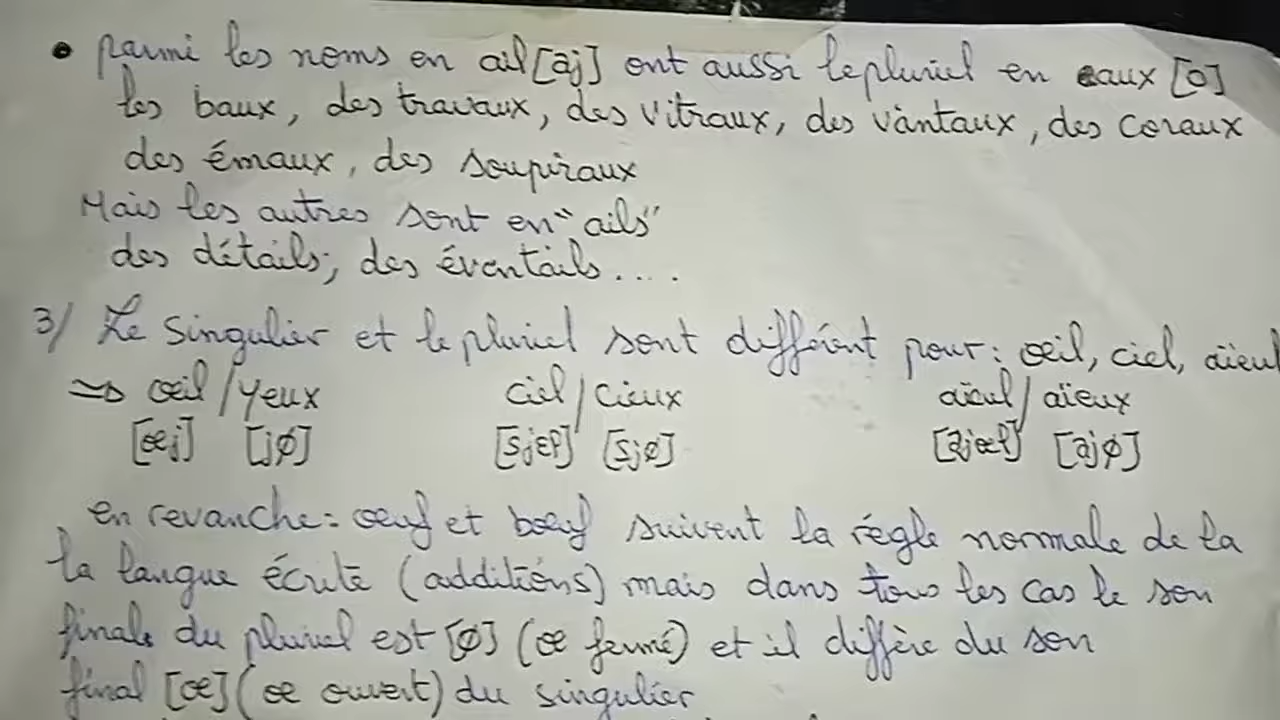 • parmi les noms en ail [aj] ont aussi le pluriel en eaux [o]
les baux, des travaux, des vitraux, des vantaux, des coraux
des émaux, des soupiraux
Mais les autres sont en "ails"
des détails, des éventails....
3/ Le singulier et le pluriel sont différent pour: œil, ciel, aïeul
⇒ œil / yeux ciel / cieux aïeul / aïeux
[œj] [jø] [sjɛl] [sjø] [ajœl] [ajø]
en revanche: œuf et bœuf suivent la règle normale de la
la langue écrite (additions) mais dans tous les cas le son
finale du pluriel est [ø] (œ fermé) et il diffère du son
final [œ] (œ ouvert) du singulier